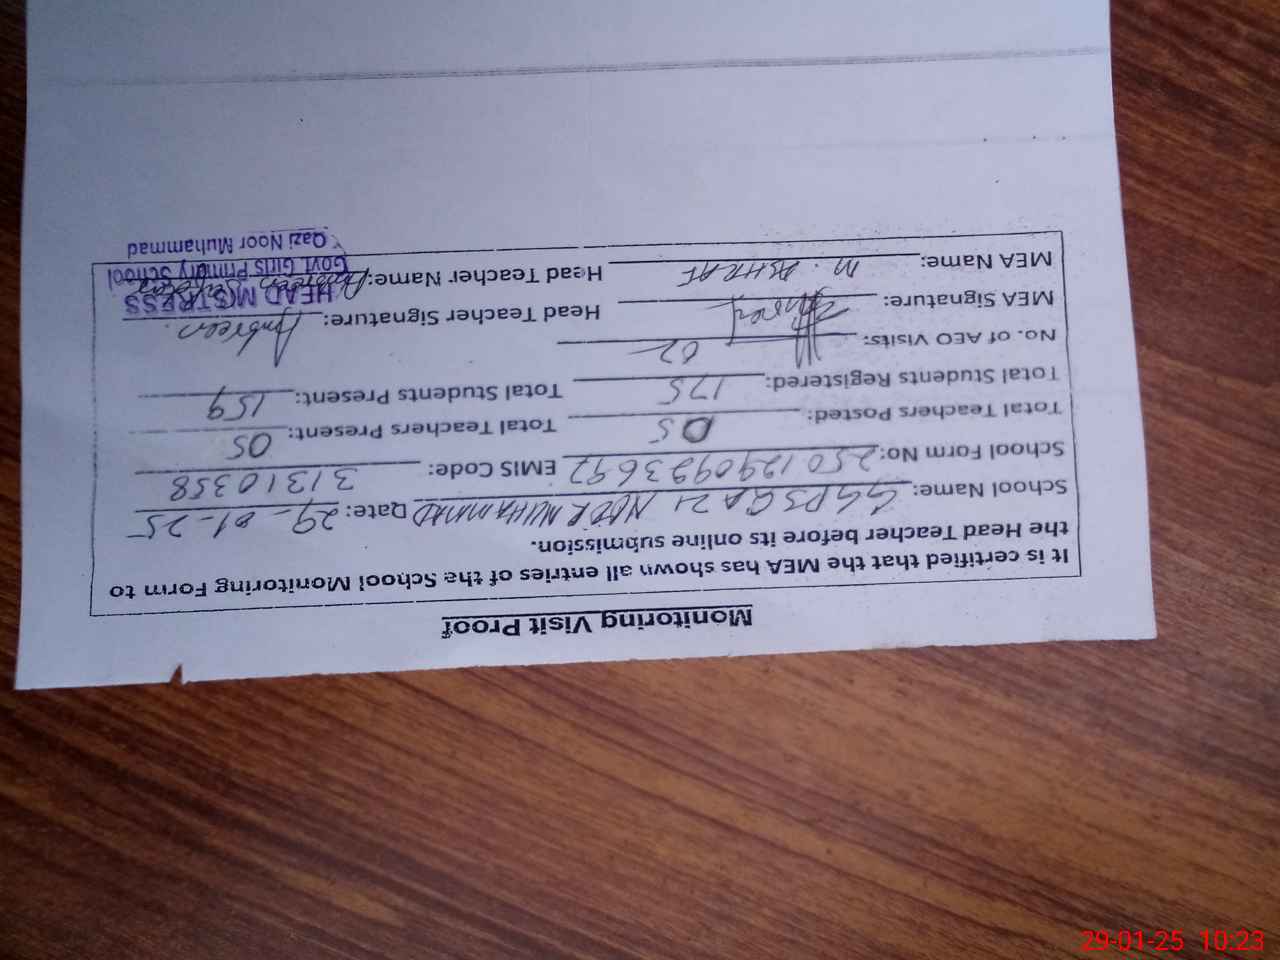 Monitoring Visit Proof
It is certified that the MEA has shown all entries of the School Monitoring Form to
the Head Teacher before its online submission.
School Name: GGPS QAZI NOOR MUHAMMAD Date: 29-01-25
School Form No: EMIS Code: 31310358
Total Teachers Posted: 05 Total Teachers Present: 05
Total Students Registered: 175 Total Students Present: 159
No. of AEO Visits: 02
MEA Signature: Ashraf Head Teacher Signature: Ambreen.
MEA Name: M. ASHRAF Head Teacher Name:
HEAD MISTRESS
Govt. Girls Primary School
Qazi Noor Muhammad
29-01-25 10:23